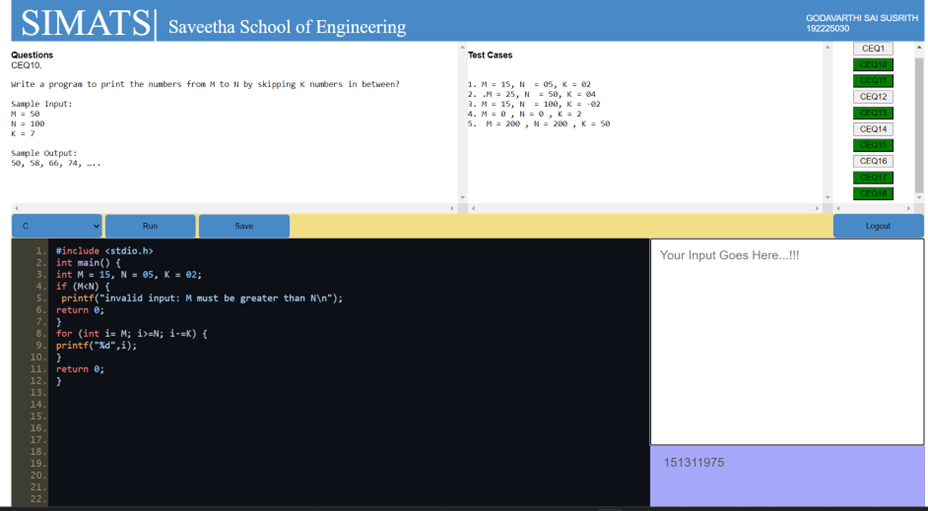 SIMATS| Saveetha School of Engineering
GODAVARTHI SAI SUSRITH
192225030
Questions
CEQ10.
Write a program to print the numbers from M to N by skipping K numbers in between?
Sample Input:
M = 50
N = 100
K = 7
Sample Output:
50, 58, 66, 74, ….
Test Cases
1. M = 15, N = 05, K = 02
2. .M = 25, N = 50, K = 04
3. M = 15, N = 100, K = -02
4. M = 0 , N = 0 , K = 2
5. M = 200 , N = 200 , K = 50
CEQ1
CEQ10
CEQ11
CEQ12
CEQ13
CEQ14
CEQ15
CEQ16
CEQ17
CEQ18
C
Run
Save
Logout
1. #include <stdio.h>
2. int main() {
3. int M = 15, N = 05, K = 02;
4. if (M<N) {
5. printf("invalid input: M must be greater than N\n");
6. return 0;
7. }
8. for (int i= M; i>=N; i-=K) {
9. printf("%d",i);
10. }
11. return 0;
12. }
13.
14.
15.
16.
17.
18.
19.
20.
21.
22.
Your Input Goes Here...!!!
151311975